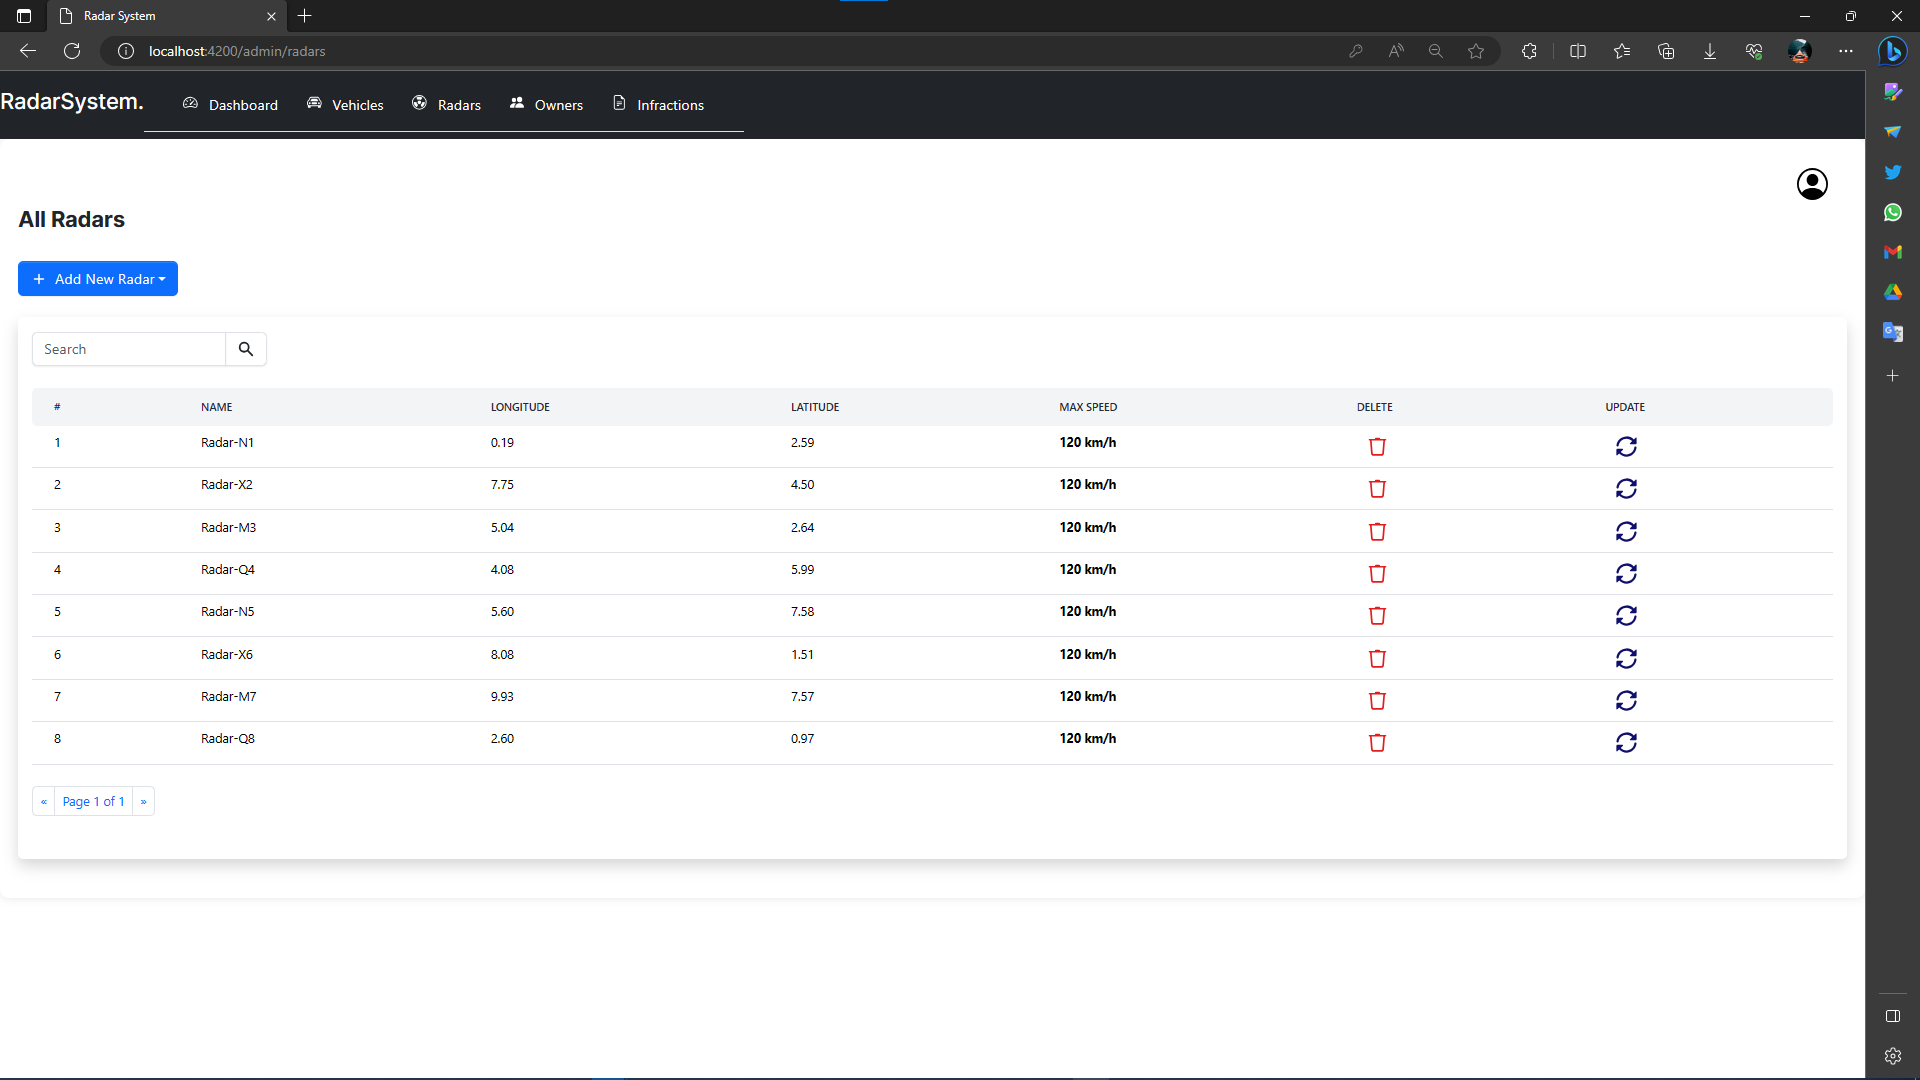 Radar System
localhost:4200/admin/radars
RadarSystem. Dashboard Vehicles Radars Owners Infractions
All Radars
+ Add New Radar
Search
# NAME LONGITUDE LATITUDE MAX SPEED DELETE UPDATE
1 Radar-N1 0.19 2.59 120 km/h
2 Radar-X2 7.75 4.50 120 km/h
3 Radar-M3 5.04 2.64 120 km/h
4 Radar-Q4 4.08 5.99 120 km/h
5 Radar-N5 5.60 7.58 120 km/h
6 Radar-X6 8.08 1.51 120 km/h
7 Radar-M7 9.93 7.57 120 km/h
8 Radar-Q8 2.60 0.97 120 km/h
« Page 1 of 1 »